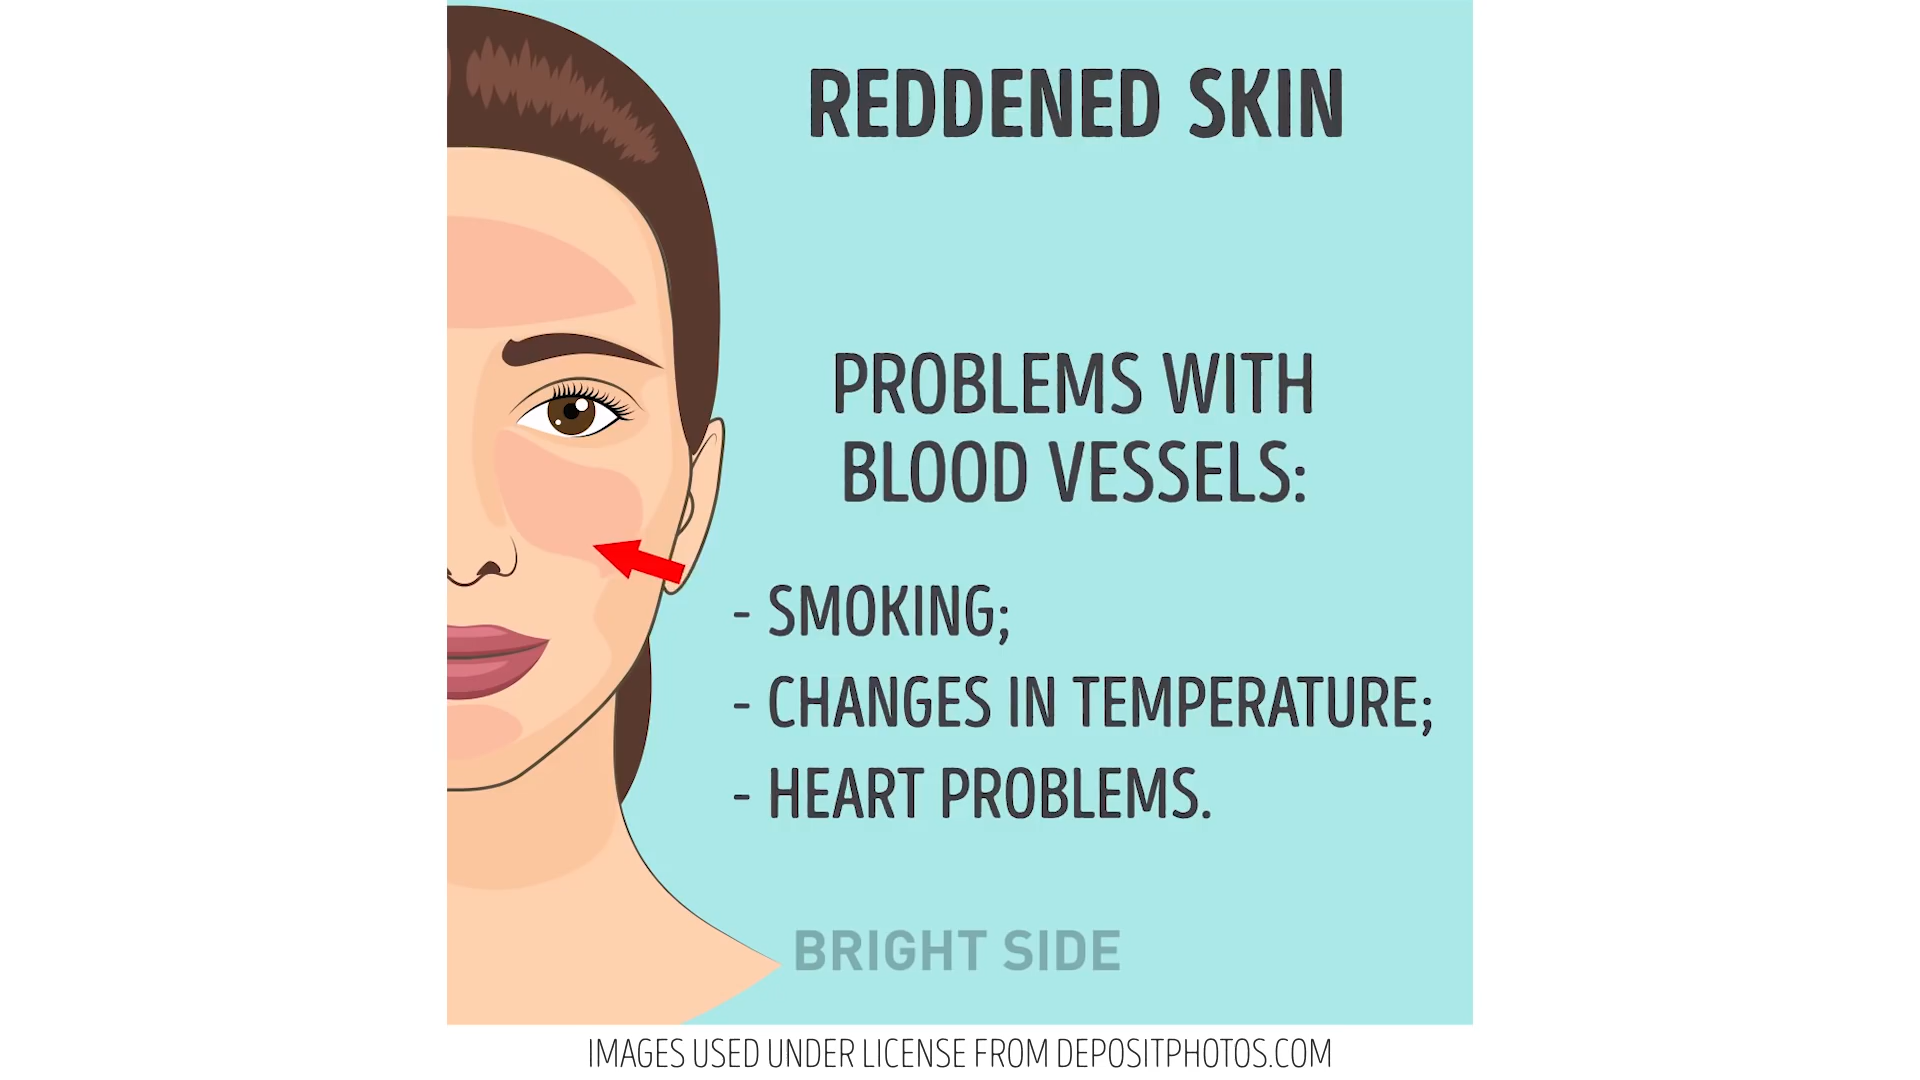 REDDENED SKIN
PROBLEMS WITH
BLOOD VESSELS:
- SMOKING;
- CHANGES IN TEMPERATURE;
- HEART PROBLEMS.
BRIGHT SIDE
IMAGES USED UNDER LICENSE FROM DEPOSITPHOTOS.COM